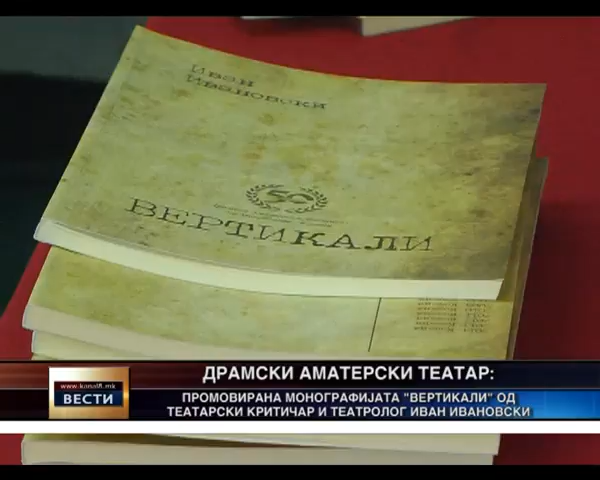 Иван
Ивановски
50
ВЕРТИКАЛИ
ДРАМСКИ АМАТЕРСКИ ТЕАТАР:
www.kanal8.mk
ВЕСТИ
ПРОМОВИРАНА МОНОГРАФИЈАТА "ВЕРТИКАЛИ" ОД
ТЕАТАРСКИ КРИТИЧАР И ТЕАТРОЛОГ ИВАН ИВАНОВСКИ